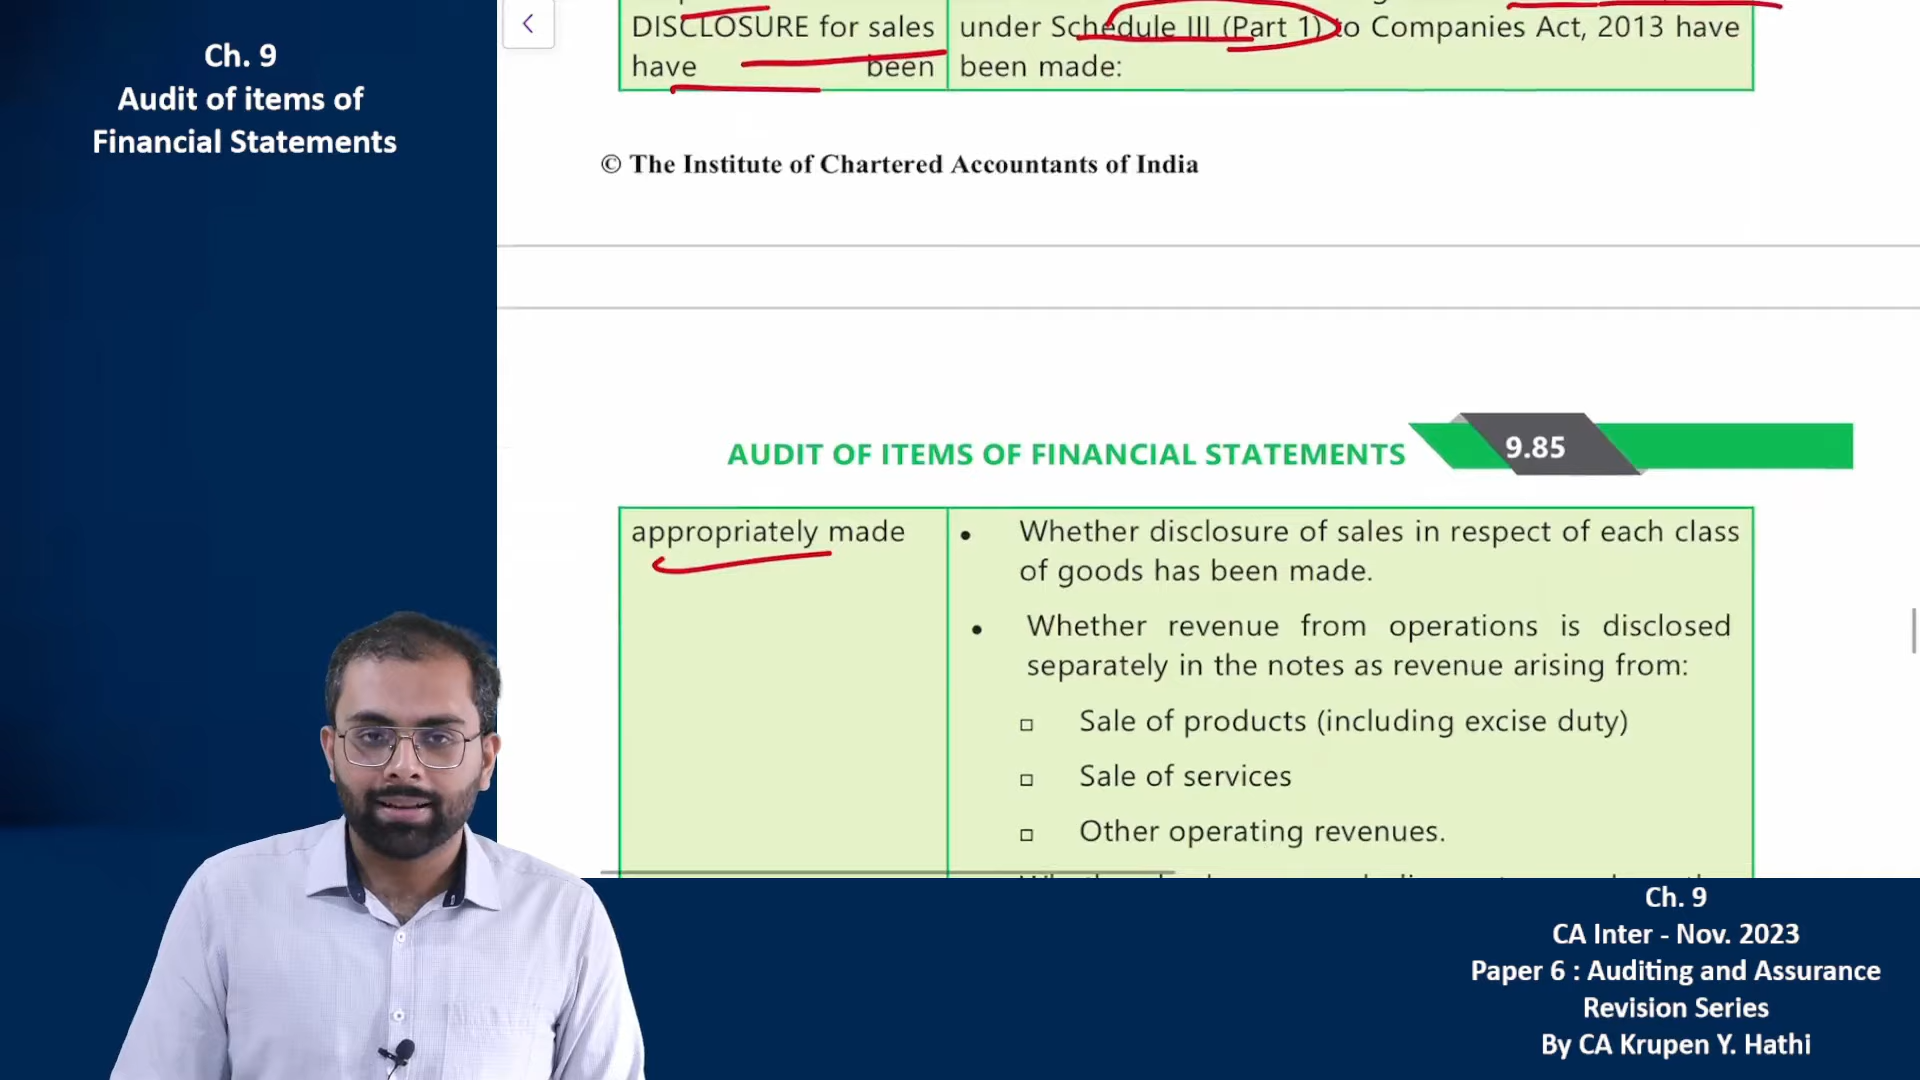 Ch. 9
Audit of items of
Financial Statements
DISCLOSURE for sales
have been
under Schedule III (Part 1) to Companies Act, 2013 have
been made:
© The Institute of Chartered Accountants of India
AUDIT OF ITEMS OF FINANCIAL STATEMENTS
9.85
appropriately made
• Whether disclosure of sales in respect of each class
of goods has been made.
• Whether revenue from operations is disclosed
separately in the notes as revenue arising from:
□ Sale of products (including excise duty)
□ Sale of services
□ Other operating revenues.
Ch. 9
CA Inter - Nov. 2023
Paper 6 : Auditing and Assurance
Revision Series
By CA Krupen Y. Hathi